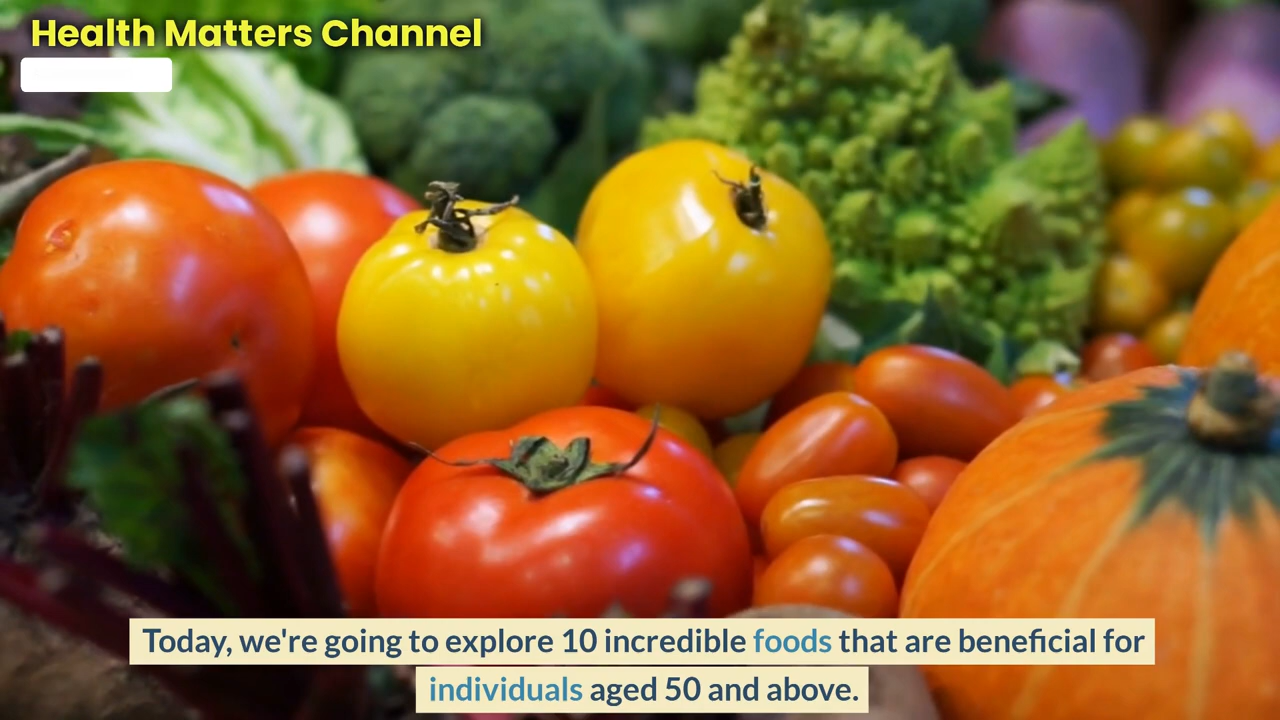 Health Matters Channel
Today, we're going to explore 10 incredible foods that are beneficial for
individuals aged 50 and above.